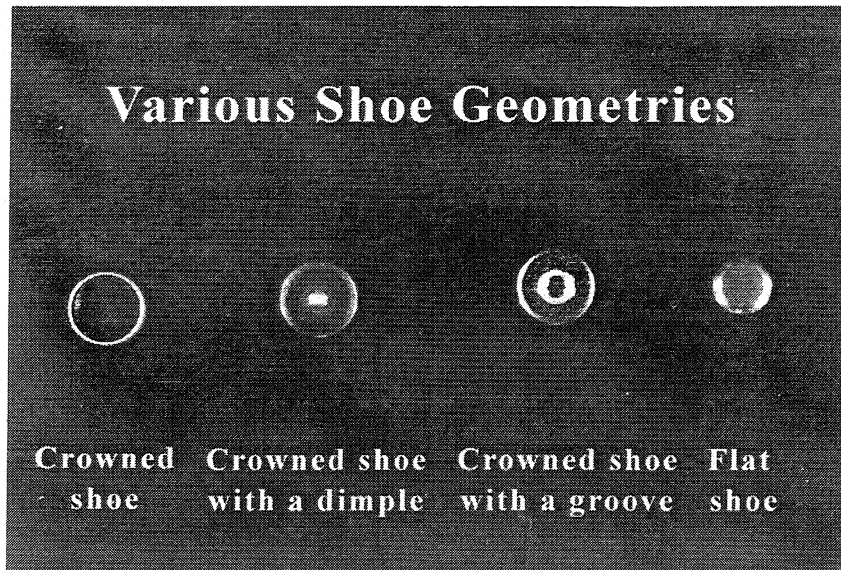 Various Shoe Geometries
Crowned shoe
Crowned shoe with a dimple
Crowned shoe with a groove
Flat shoe